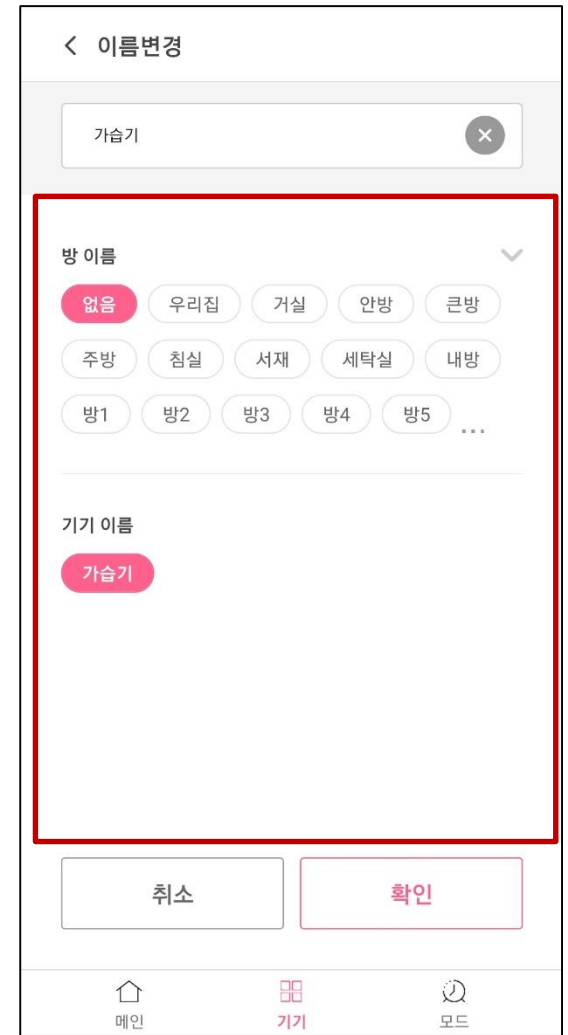 이름변경
가습기
방 이름
없음 우리집 거실 안방 큰방
주방 침실 서재 세탁실 내방
방1 방2 방3 방4 방5 ...
기기 이름
가습기
취소 확인
메인 기기 모드